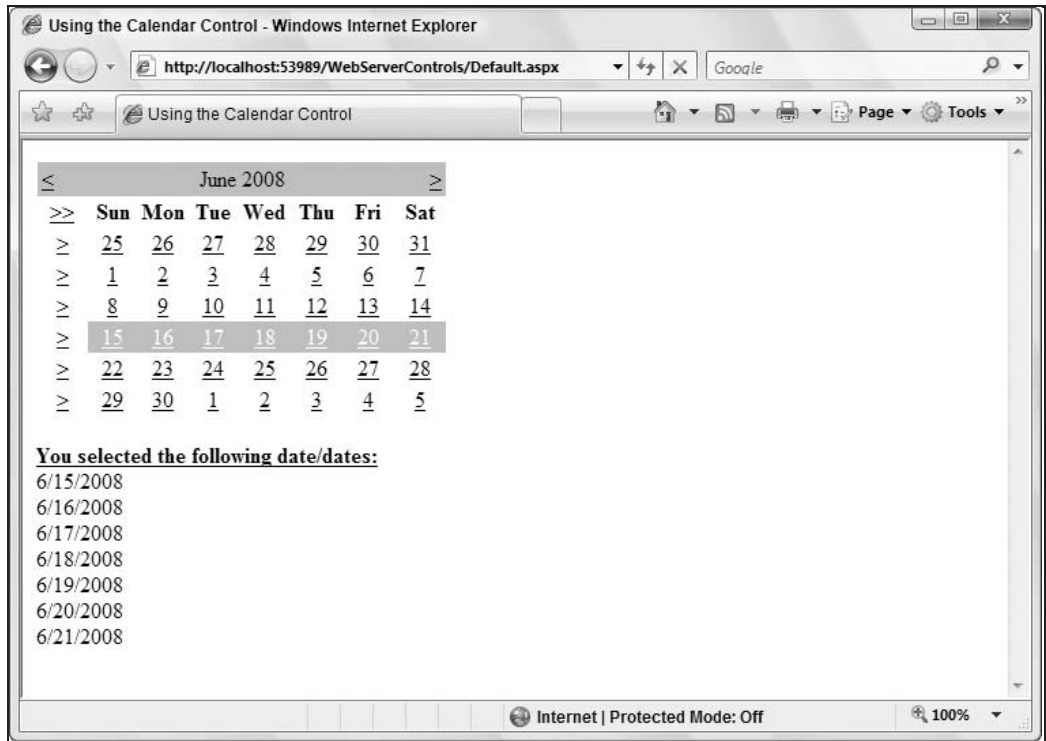 Using the Calendar Control - Windows Internet Explorer
http://localhost:53989/WebServerControls/Default.aspx Google
Using the Calendar Control Page Tools »
< June 2008 >
>> Sun Mon Tue Wed Thu Fri Sat
> 25 26 27 28 29 30 31
> 1 2 3 4 5 6 7
> 8 9 10 11 12 13 14
> 15 16 17 18 19 20 21
> 22 23 24 25 26 27 28
> 29 30 1 2 3 4 5
You selected the following date/dates:
6/15/2008
6/16/2008
6/17/2008
6/18/2008
6/19/2008
6/20/2008
6/21/2008
Internet | Protected Mode: Off 100%